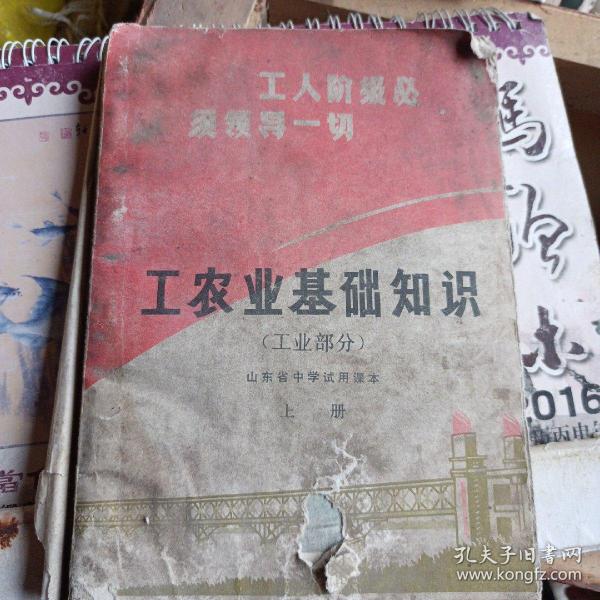 工人阶级必
须领导一切
工农业基础知识
（工业部分）
山东省中学试用课本
上 册
2016
丙申
孔夫子旧书网
www.kongfz.com